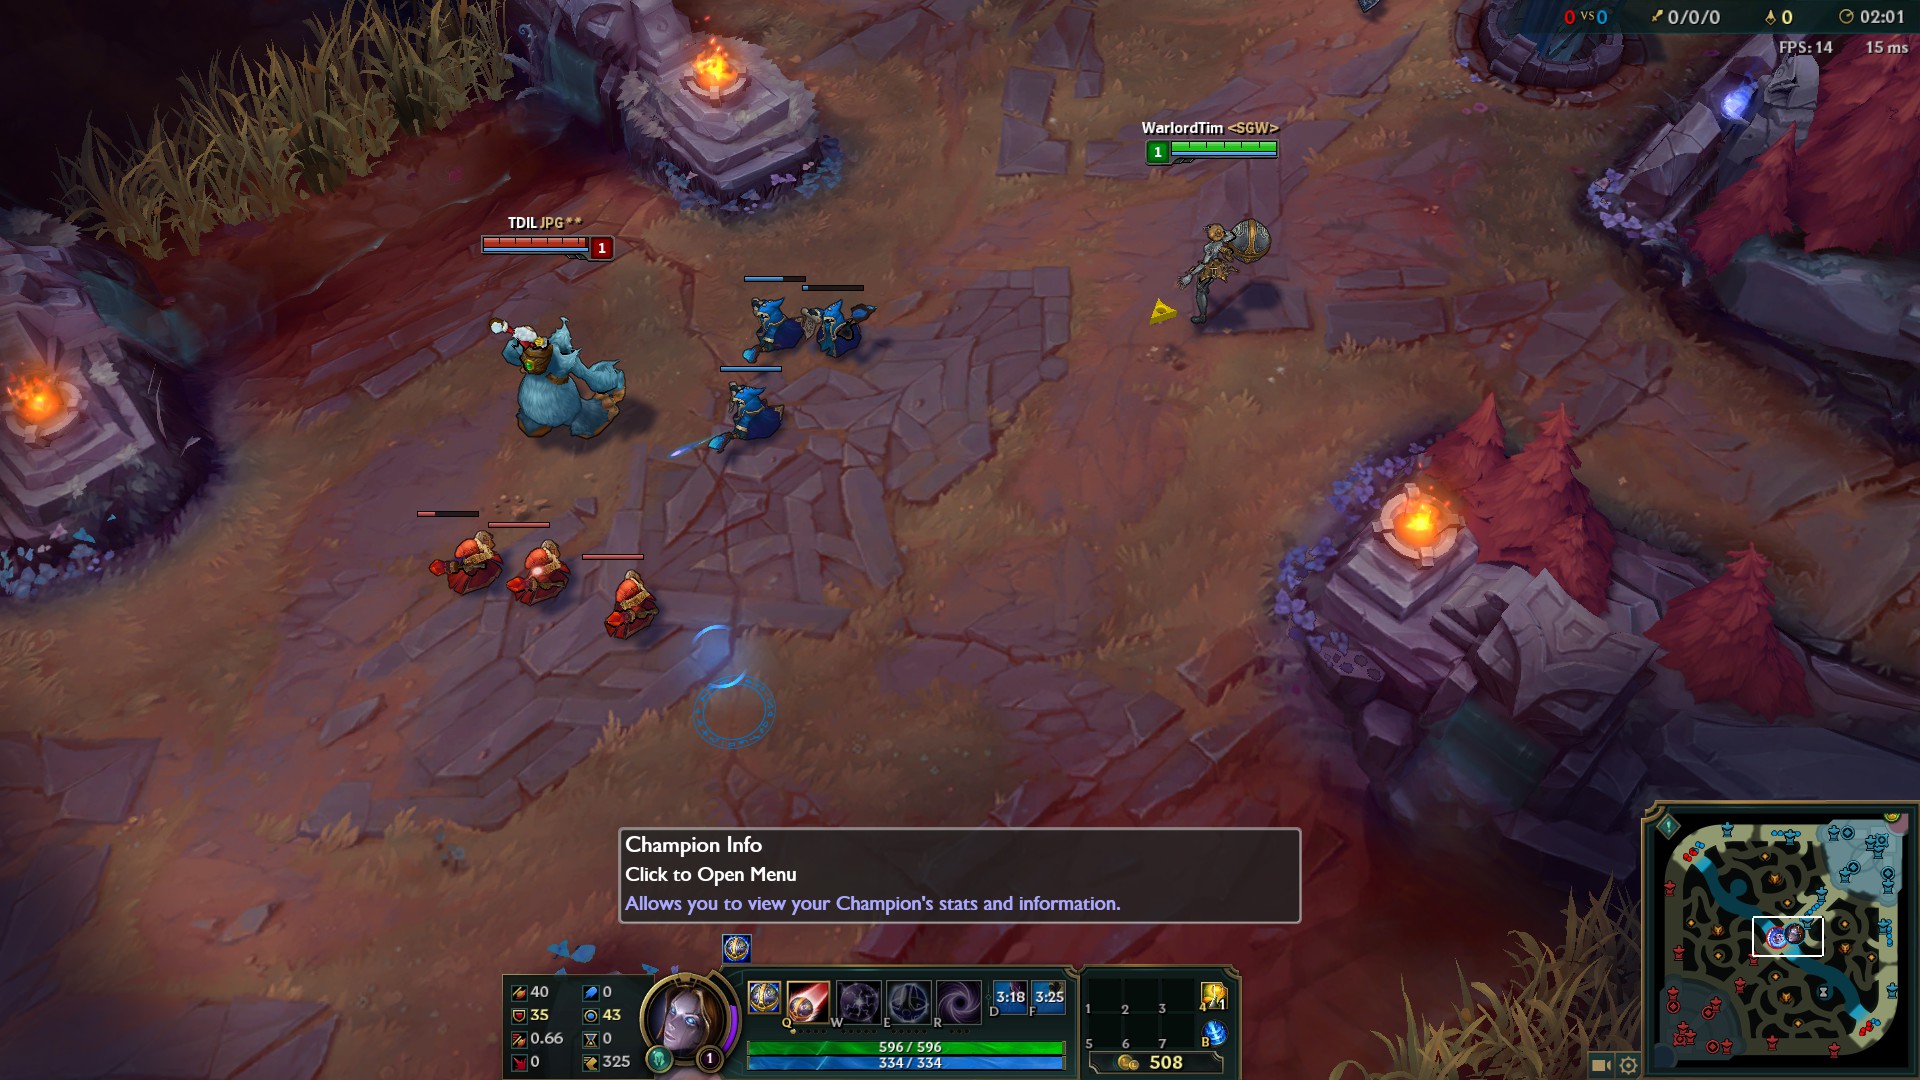 0 VS 0 0/0/0 0 02:01
FPS: 14 15 ms
WarlordTim <SGW>
1
TDIL JPG**
1
Champion Info
Click to Open Menu
Allows you to view your Champion's stats and information.
40 0
35 43
0.66 0
0 325
1
Q W E R
3:18 D 3:25 F
596 / 596
334 / 334
1 2 3 4
5 6 7 B
1
508